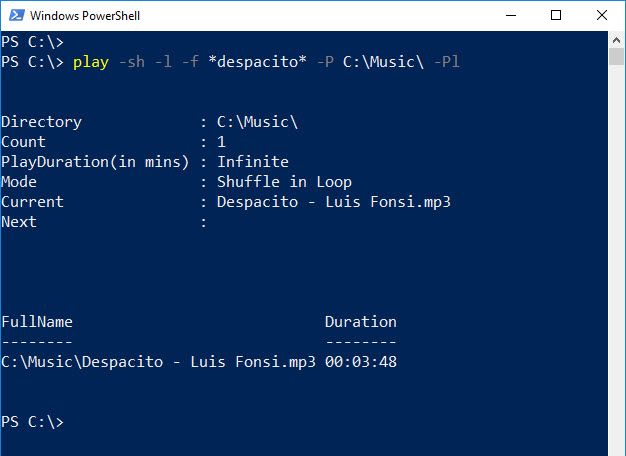 Windows PowerShell
PS C:\>
PS C:\> play -sh -l -f *despacito* -P C:\Music\ -Pl
Directory : C:\Music\
Count : 1
PlayDuration(in mins) : Infinite
Mode : Shuffle in Loop
Current : Despacito - Luis Fonsi.mp3
Next :
FullName Duration
-------- --------
C:\Music\Despacito - Luis Fonsi.mp3 00:03:48
PS C:\>